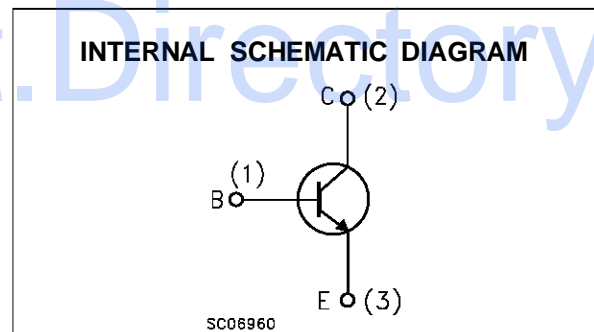 t.Directory
INTERNAL SCHEMATIC DIAGRAM
C (2)
(1)
B
E (3)
SC06960